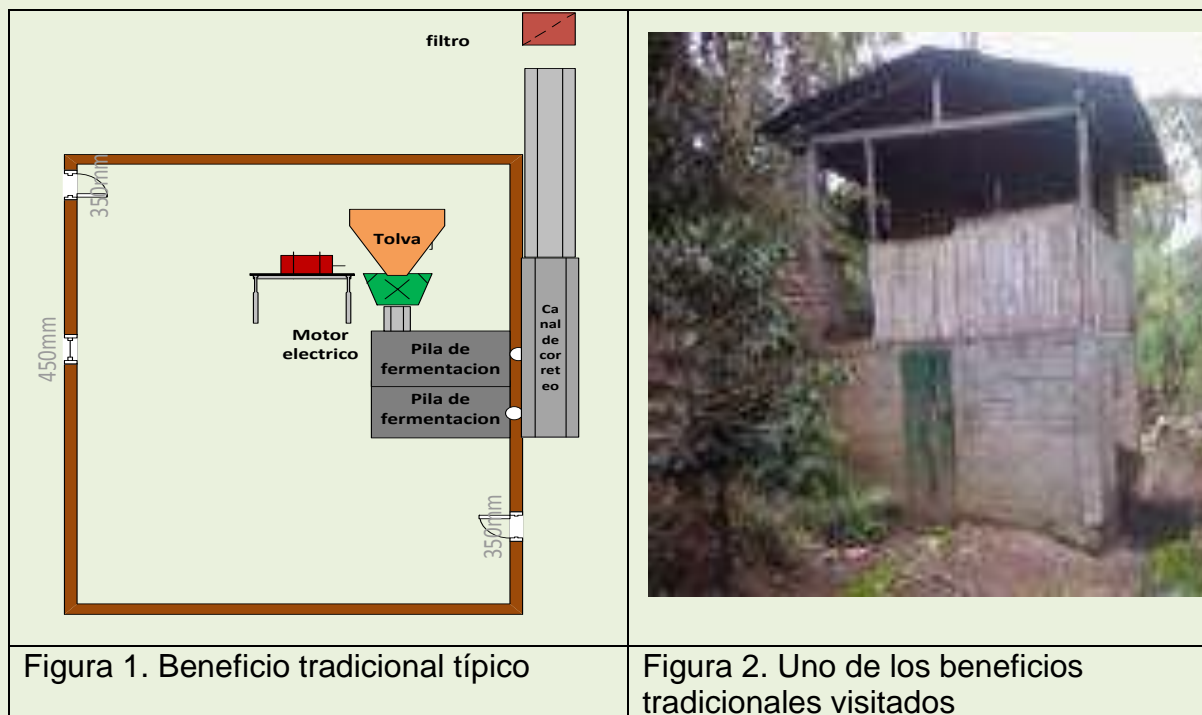 filtro
350mm
Tolva
Motor
electrico
Pila de
fermentacion
Pila de
fermentacion
Ca
nal
de
cor
ret
eo
450mm
350mm
Figura 1. Beneficio tradicional típico
Figura 2. Uno de los beneficios
tradicionales visitados